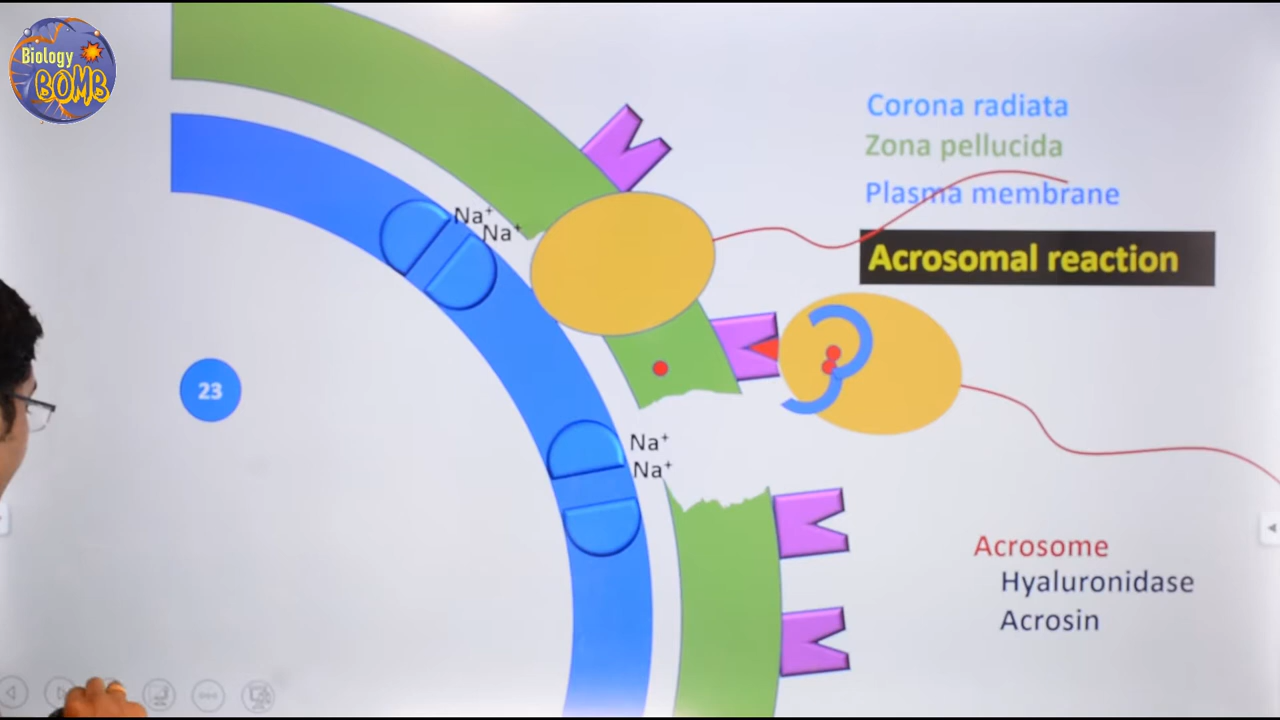 Biology
BOMB
Corona radiata
Zona pellucida
Plasma membrane
Acrosomal reaction
Na⁺
Na⁺
23
Na⁺
Na⁺
Acrosome
Hyaluronidase
Acrosin